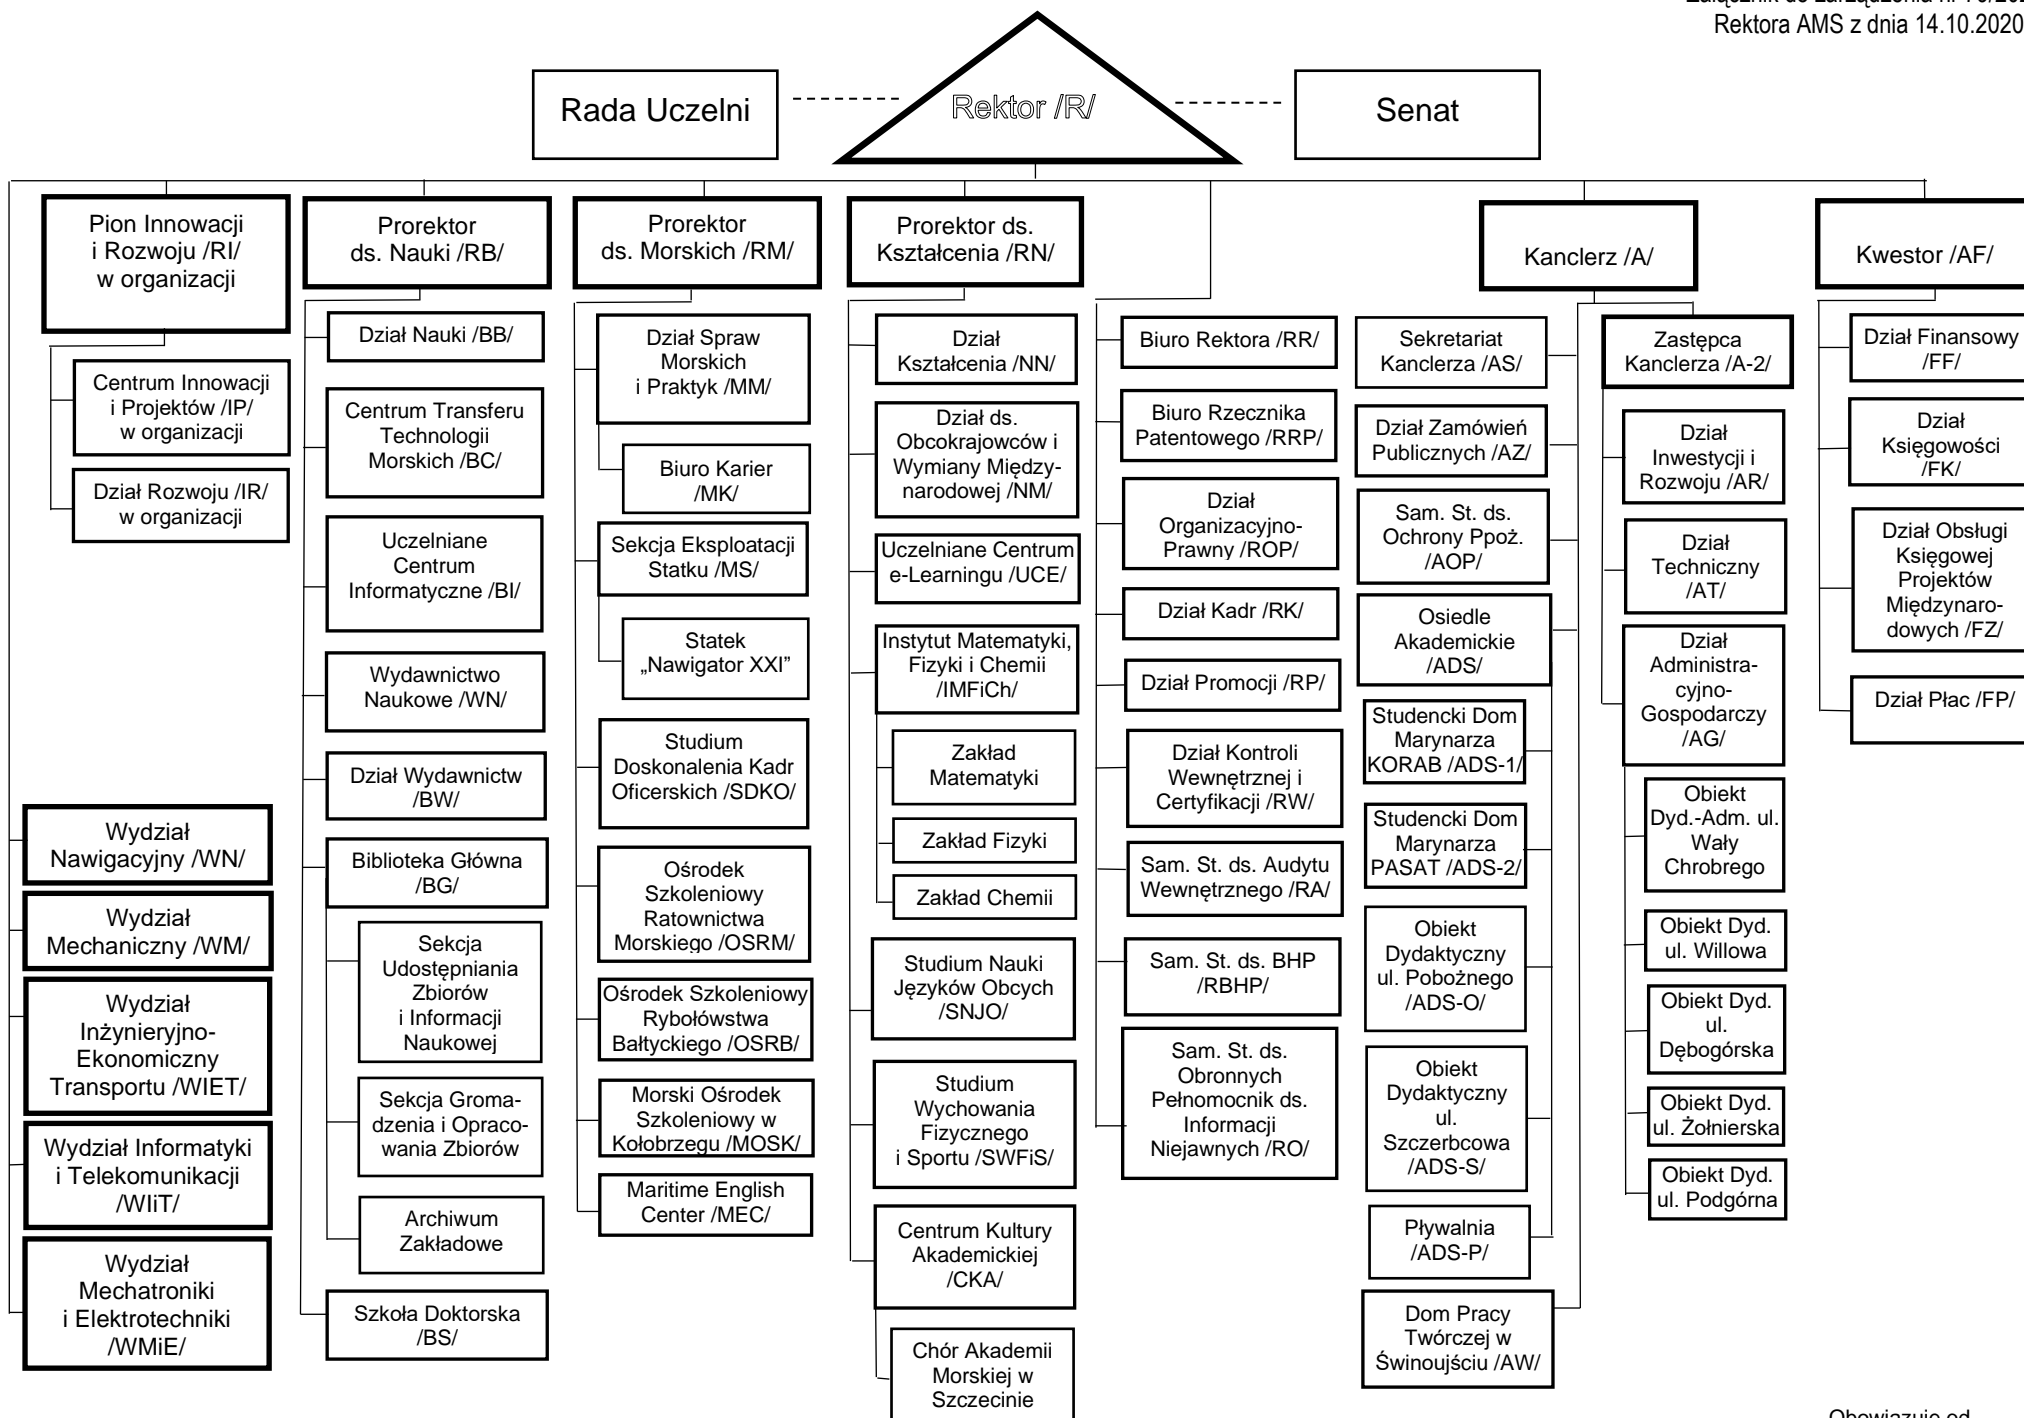 Rektora AMS z dnia 14.10.2020
Rada Uczelni
Rektor /R/
Senat
Pion Innowacji
i Rozwoju /RI/
w organizacji
Centrum Innowacji
i Projektów /IP/
w organizacji
Dział Rozwoju /IR/
w organizacji
Wydział
Nawigacyjny /WN/
Wydział
Mechaniczny /WM/
Wydział
Inżynieryjno-
Ekonomiczny
Transportu /WIET/
Wydział Informatyki
i Telekomunikacji
/WIiT/
Wydział
Mechatroniki
i Elektrotechniki
/WMiE/
Prorektor
ds. Nauki /RB/
Dział Nauki /BB/
Centrum Transferu
Technologii
Morskich /BC/
Uczelniane
Centrum
Informatyczne /BI/
Wydawnictwo
Naukowe /WN/
Dział Wydawnictw
/BW/
Biblioteka Główna
/BG/
Sekcja
Udostępniania
Zbiorów
i Informacji
Naukowej
Sekcja Groma-
dzenia i Opraco-
wania Zbiorów
Archiwum
Zakładowe
Szkoła Doktorska
/BS/
Prorektor
ds. Morskich /RM/
Dział Spraw
Morskich
i Praktyk /MM/
Biuro Karier
/MK/
Sekcja Eksploatacji
Statku /MS/
Statek
„Nawigator XXI”
Studium
Doskonalenia Kadr
Oficerskich /SDKO/
Ośrodek
Szkoleniowy
Ratownictwa
Morskiego /OSRM/
Ośrodek Szkoleniowy
Rybołówstwa
Bałtyckiego /OSRB/
Morski Ośrodek
Szkoleniowy w
Kołobrzegu /MOSK/
Maritime English
Center /MEC/
Prorektor ds.
Kształcenia /RN/
Dział
Kształcenia /NN/
Dział ds.
Obcokrajowców i
Wymiany Między-
narodowej /NM/
Uczelniane Centrum
e-Learningu /UCE/
Instytut Matematyki,
Fizyki i Chemii
/IMFiCh/
Zakład
Matematyki
Zakład Fizyki
Zakład Chemii
Studium Nauki
Języków Obcych
/SNJO/
Studium
Wychowania
Fizycznego
i Sportu /SWFiS/
Centrum Kultury
Akademickiej
/CKA/
Chór Akademii
Morskiej w
Szczecinie
Biuro Rektora /RR/
Biuro Rzecznika
Patentowego /RRP/
Dział
Organizacyjno-
Prawny /ROP/
Dział Kadr /RK/
Dział Promocji /RP/
Dział Kontroli
Wewnętrznej i
Certyfikacji /RW/
Sam. St. ds. Audytu
Wewnętrznego /RA/
Sam. St. ds. BHP
/RBHP/
Sam. St. ds.
Obronnych
Pełnomocnik ds.
Informacji
Niejawnych /RO/
Kanclerz /A/
Sekretariat
Kanclerza /AS/
Dział Zamówień
Publicznych /AZ/
Sam. St. ds.
Ochrony Ppoż.
/AOP/
Osiedle
Akademickie
/ADS/
Studencki Dom
Marynarza
KORAB /ADS-1/
Studencki Dom
Marynarza
PASAT /ADS-2/
Obiekt
Dydaktyczny
ul. Pobożnego
/ADS-O/
Obiekt
Dydaktyczny
ul.
Szczerbcowa
/ADS-S/
Pływalnia
/ADS-P/
Dom Pracy
Twórczej w
Świnoujściu /AW/
Zastępca
Kanclerza /A-2/
Dział
Inwestycji i
Rozwoju /AR/
Dział
Techniczny
/AT/
Dział
Administra-
cyjno-
Gospodarczy
/AG/
Obiekt
Dyd.-Adm. ul.
Wały
Chrobrego
Obiekt Dyd.
ul. Willowa
Obiekt Dyd.
ul.
Dębogórska
Obiekt Dyd.
ul. Żołnierska
Obiekt Dyd.
ul. Podgórna
Kwestor /AF/
Dział Finansowy
/FF/
Dział
Księgowości
/FK/
Dział Obsługi
Księgowej
Projektów
Międzynaro-
dowych /FZ/
Dział Płac /FP/
Obowiązuje od